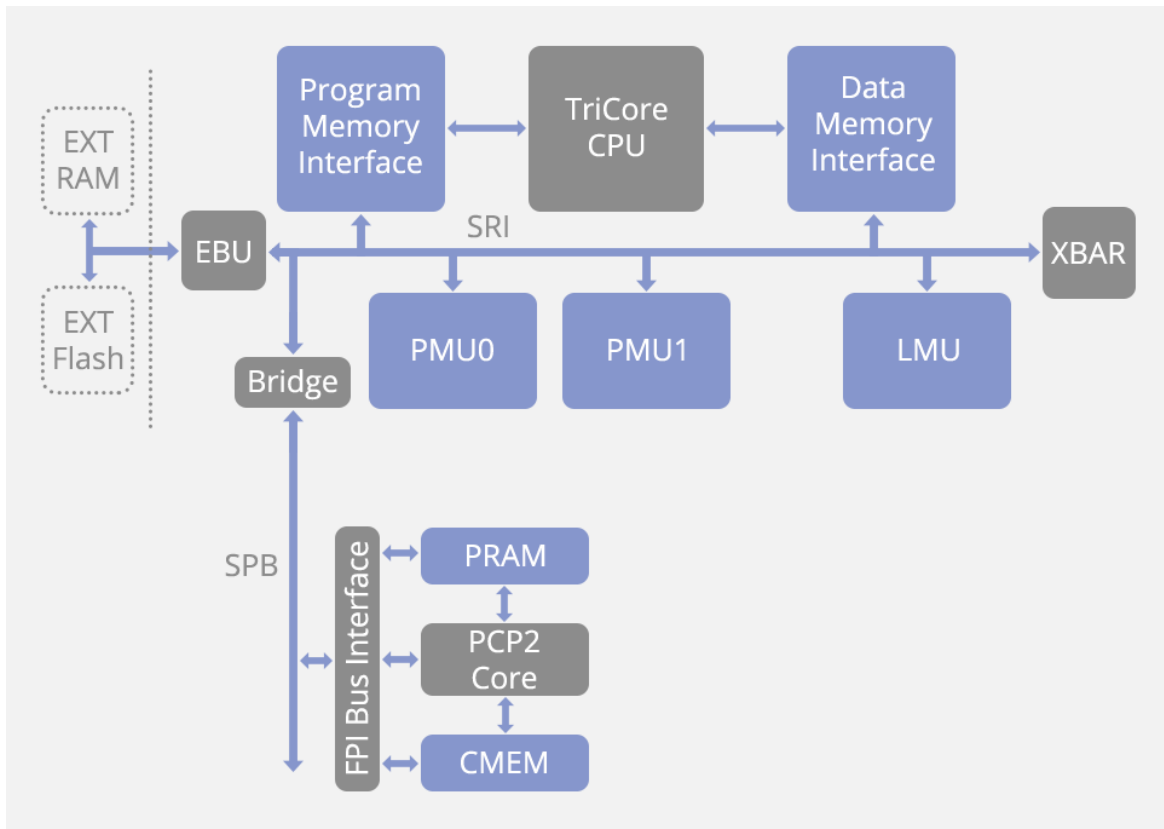 Program
Memory
Interface
TriCore
CPU
Data
Memory
Interface
EXT
RAM
SRI
EBU
XBAR
EXT
Flash
PMU0
PMU1
LMU
Bridge
SPB
FPI Bus Interface
PRAM
PCP2
Core
CMEM